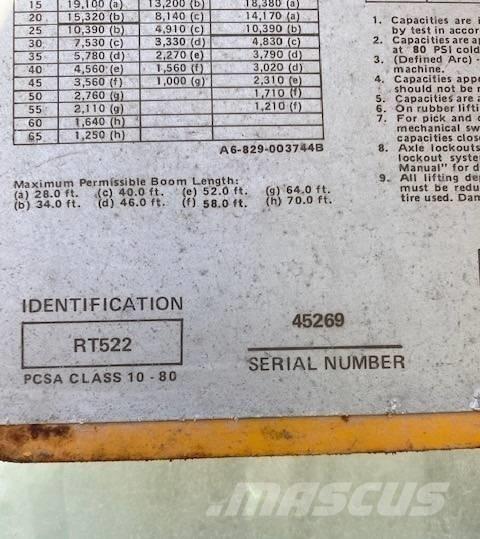 15 19,100 (a) 13,200 (b) 18,380 (a)
20 15,320 (b) 8,140 (c) 14,170 (a)
25 10,390 (b) 4,910 (c) 10,390 (b)
30 7,530 (c) 3,330 (d) 4,830 (c)
35 5,780 (d) 2,270 (e) 3,790 (d)
40 4,560 (e) 1,560 (f) 3,020 (d)
45 3,560 (f) 1,000 (g) 2,310 (e)
50 2,760 (g) 1,710 (f)
55 2,110 (g) 1,210 (f)
60 1,640 (h)
65 1,250 (h)
A6-829-003744B
Maximum Permissible Boom Length:
(a) 28.0 ft. (c) 40.0 ft. (e) 52.0 ft. (g) 64.0 ft.
(b) 34.0 ft. (d) 46.0 ft. (f) 58.0 ft. (h) 70.0 ft.
1. Capacities are i
by test in accor
2. Capacities are ap
at 80 PSI cold
3. (Defined Arc) -
machine.
4. Capacities appe
should not be r
5. Capacities are a
6. On rubber lifti
7. For pick and c
mechanical sw
capacities close
8. Axle lockouts
lockout syste
Manual" for d
9. All lifting de
must be redu
tire used. Dam
IDENTIFICATION
RT522
PCSA CLASS 10 - 80
45269
SERIAL NUMBER
MASCUS